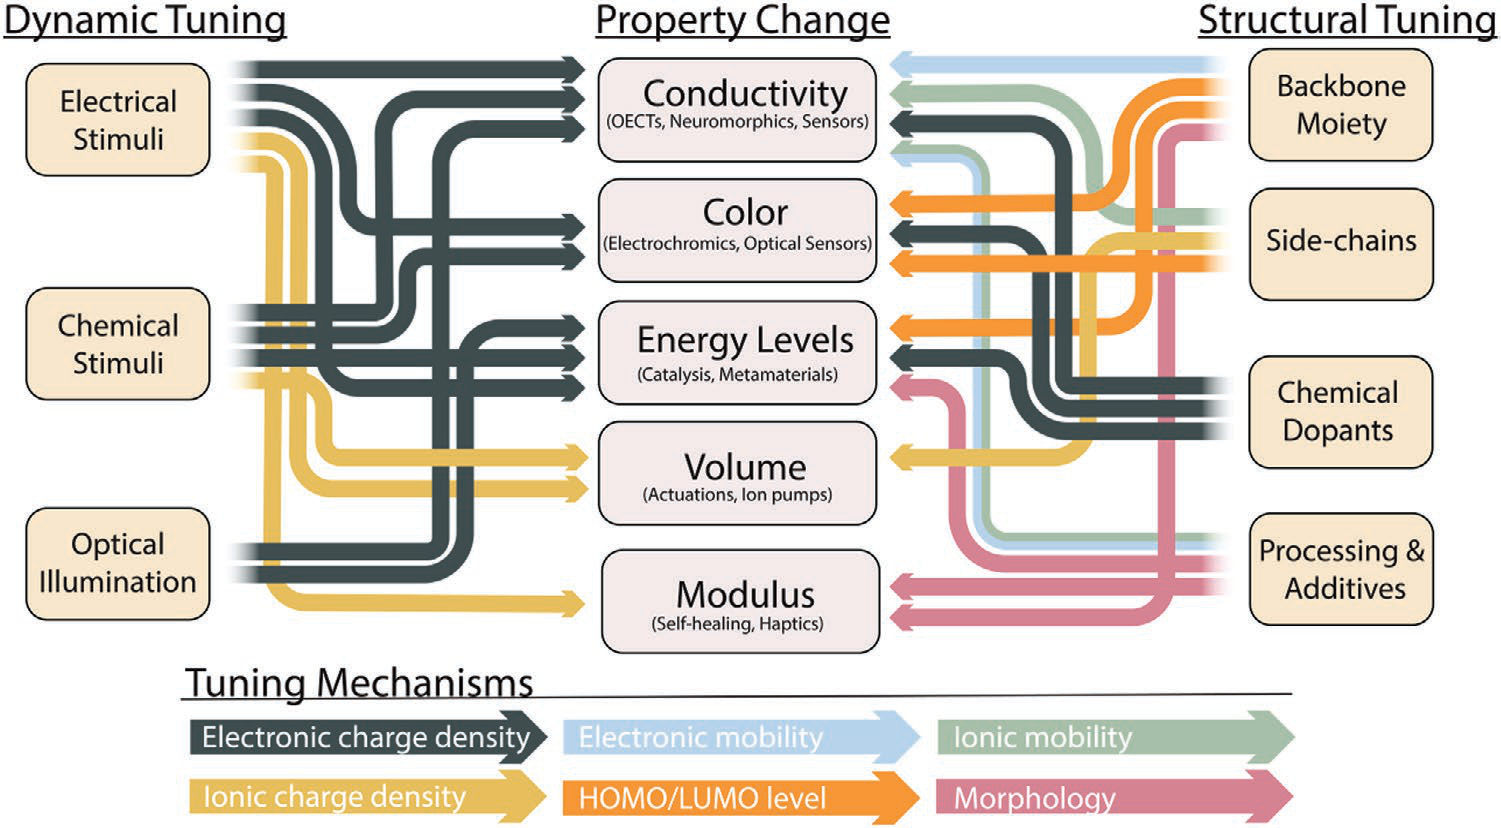 Dynamic Tuning
Property Change
Structural Tuning
Electrical
Stimuli
Chemical
Stimuli
Optical
Illumination
Conductivity
(OECTs, Neuromorphics, Sensors)
Color
(Electrochromics, Optical Sensors)
Energy Levels
(Catalysis, Metamaterials)
Volume
(Actuations, Ion pumps)
Modulus
(Self-healing, Haptics)
Backbone
Moiety
Side-chains
Chemical
Dopants
Processing &
Additives
Tuning Mechanisms
Electronic charge density
Electronic mobility
Ionic mobility
Ionic charge density
HOMO/LUMO level
Morphology